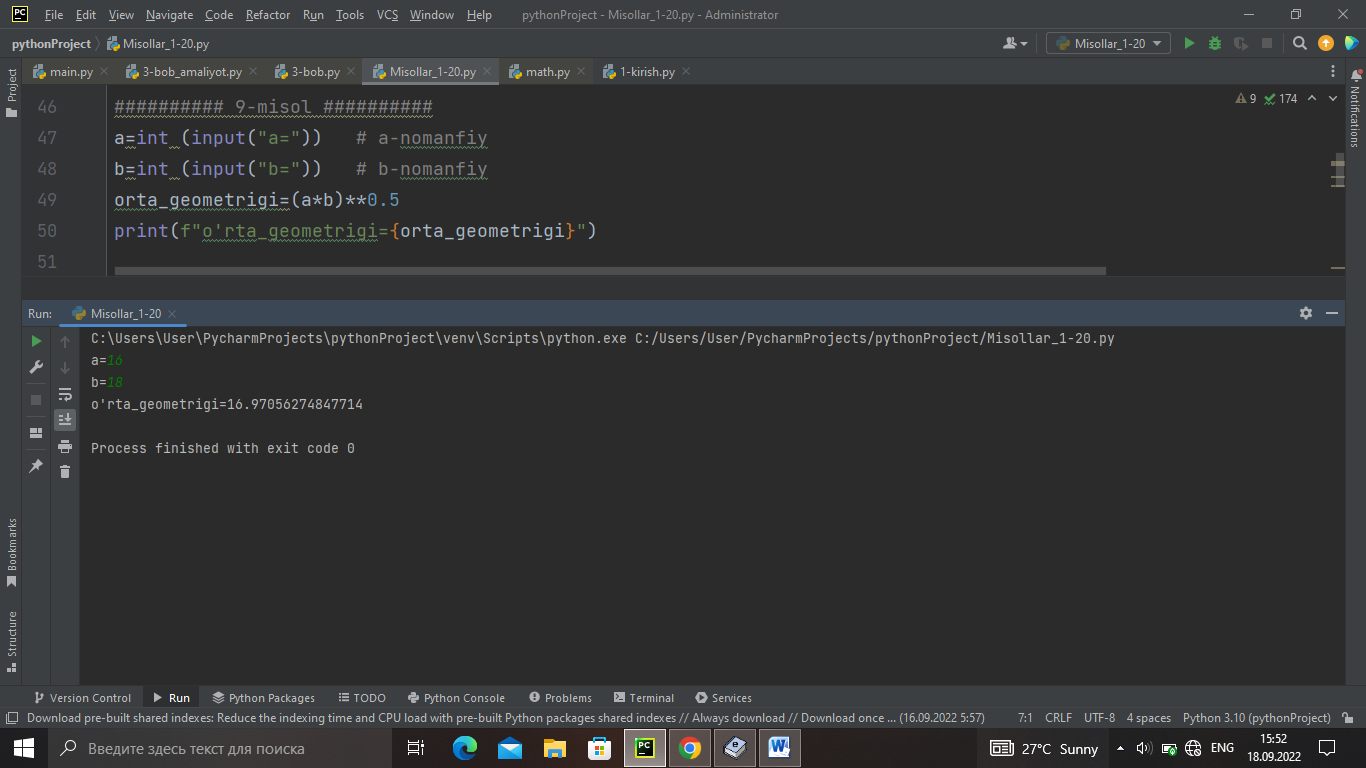 PC File Edit View Navigate Code Refactor Run Tools VCS Window Help pythonProject - Misollar_1-20.py - Administrator
pythonProject Misollar_1-20.py Misollar_1-20
main.py 3-bob_amaliyot.py 3-bob.py Misollar_1-20.py math.py 1-kirish.py
Project
Notifications
9 174
46 ########## 9-misol ##########
47 a=int (input("a=")) # a-nomanfiy
48 b=int (input("b=")) # b-nomanfiy
49 orta_geometrigi=(a*b)**0.5
50 print(f"o'rta_geometrigi={orta_geometrigi}")
51
Run: Misollar_1-20
C:\Users\User\PycharmProjects\pythonProject\venv\Scripts\python.exe C:/Users/User/PycharmProjects/pythonProject/Misollar_1-20.py
a=16
b=18
o'rta_geometrigi=16.97056274847714
Process finished with exit code 0
Bookmarks
Structure
Version Control Run Python Packages TODO Python Console Problems Terminal Services
Download pre-built shared indexes: Reduce the indexing time and CPU load with pre-built Python packages shared indexes // Always download // Download once ... (16.09.2022 5:57) 7:1 CRLF UTF-8 4 spaces Python 3.10 (pythonProject)
Введите здесь текст для поиска PC 27°C Sunny ENG 15:52
18.09.2022